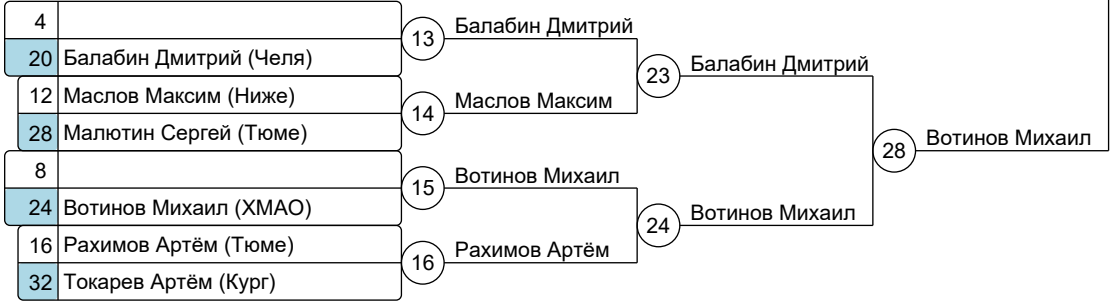 4
20 Балабин Дмитрий (Челя)
12 Маслов Максим (Ниже)
28 Малютин Сергей (Тюме)
8
24 Вотинов Михаил (ХМАО)
16 Рахимов Артём (Тюме)
32 Токарев Артём (Кург)
13 Балабин Дмитрий
14 Маслов Максим
15 Вотинов Михаил
16 Рахимов Артём
23 Балабин Дмитрий
24 Вотинов Михаил
28 Вотинов Михаил